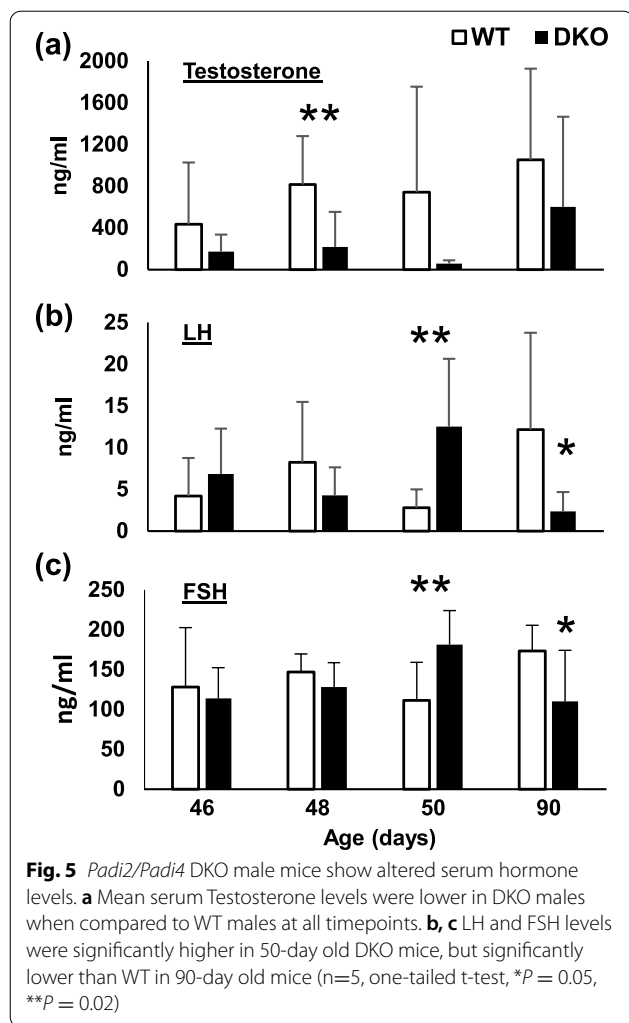 WT DKO
(a)
Testosterone
2000
1600
1200
800
400
0
ng/ml
**
(b)
LH
25
20
15
10
5
0
ng/ml
**
*
(c)
FSH
250
200
150
100
50
0
ng/ml
**
*
46 48 50 90
Age (days)
Fig. 5 Padi2/Padi4 DKO male mice show altered serum hormone
levels. a Mean serum Testosterone levels were lower in DKO males
when compared to WT males at all timepoints. b, c LH and FSH levels
were significantly higher in 50-day old DKO mice, but significantly
lower than WT in 90-day old mice (n=5, one-tailed t-test, *P = 0.05,
**P = 0.02)